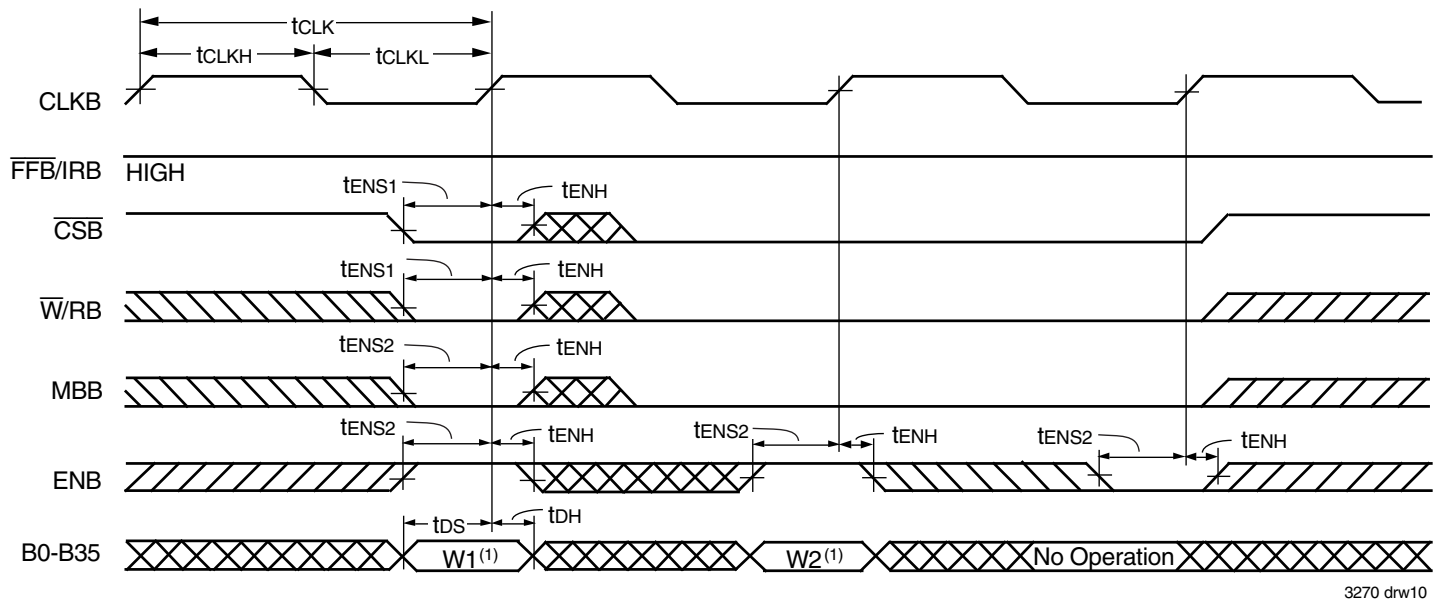 tCLK
tCLKH tCLKL
CLKB
FFB/IRB HIGH
tENS1 tENH
CSB
tENS1 tENH
W/RB
tENS2 tENH
MBB
tENS2 tENH tENS2 tENH tENS2 tENH
ENB
tDS tDH
B0-B35 W1(1) W2(1) No Operation
3270 drw10